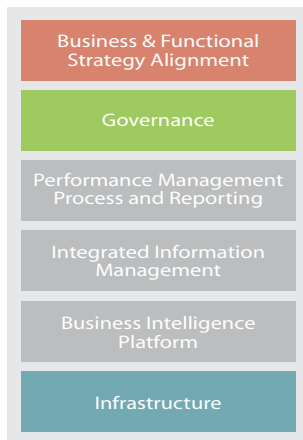 Business & Functional
Strategy Alignment
Governance
Performance Management
Process and Reporting
Integrated Information
Management
Business Intelligence
Platform
Infrastructure